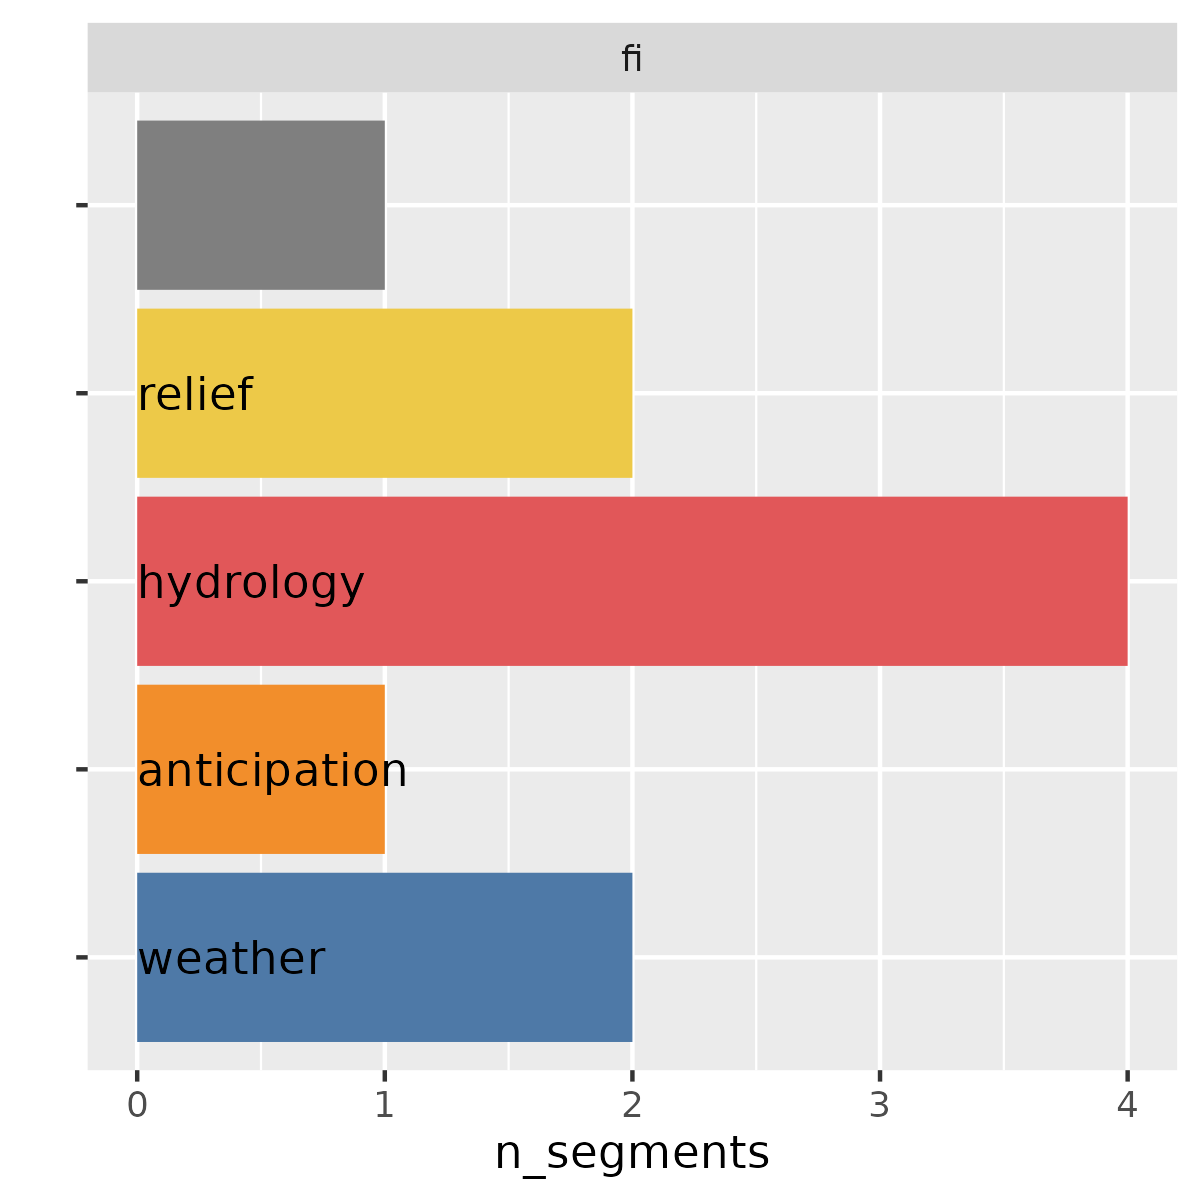 fi
relief
hydrology
anticipation
weather
0 1 2 3 4
n_segments